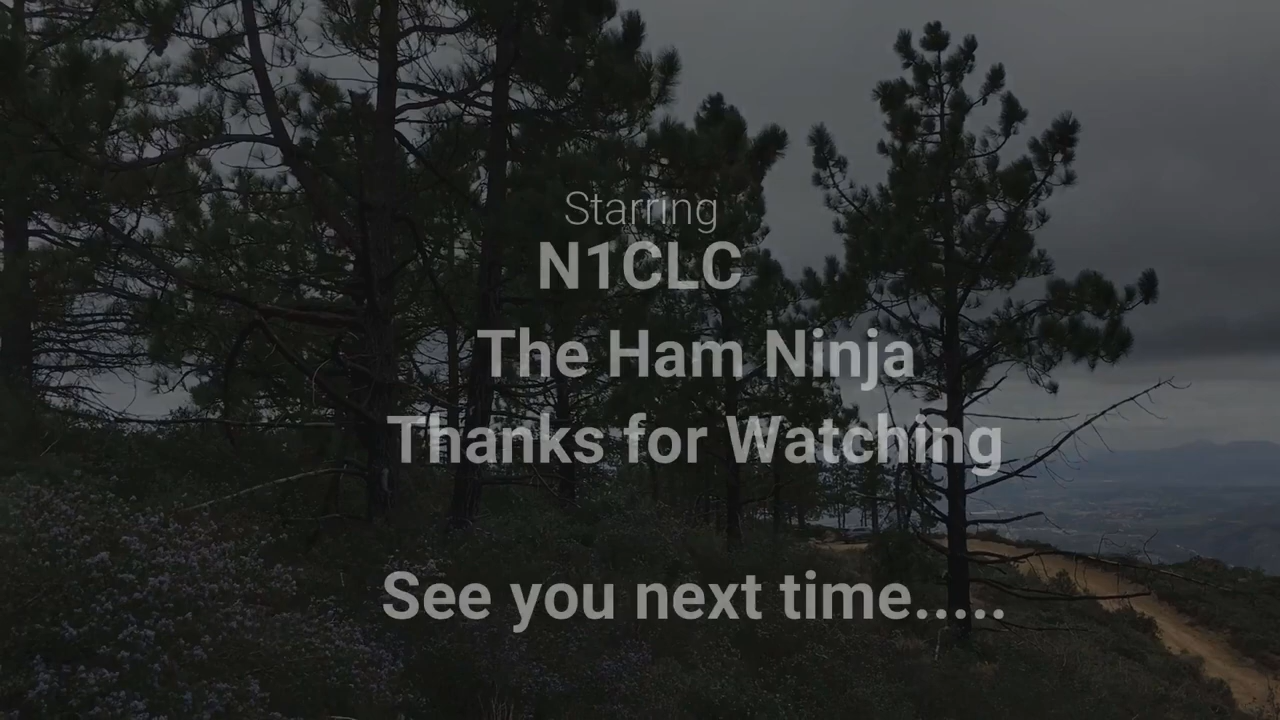 Starring
N1CLC
The Ham Ninja
Thanks for Watching
See you next time.....